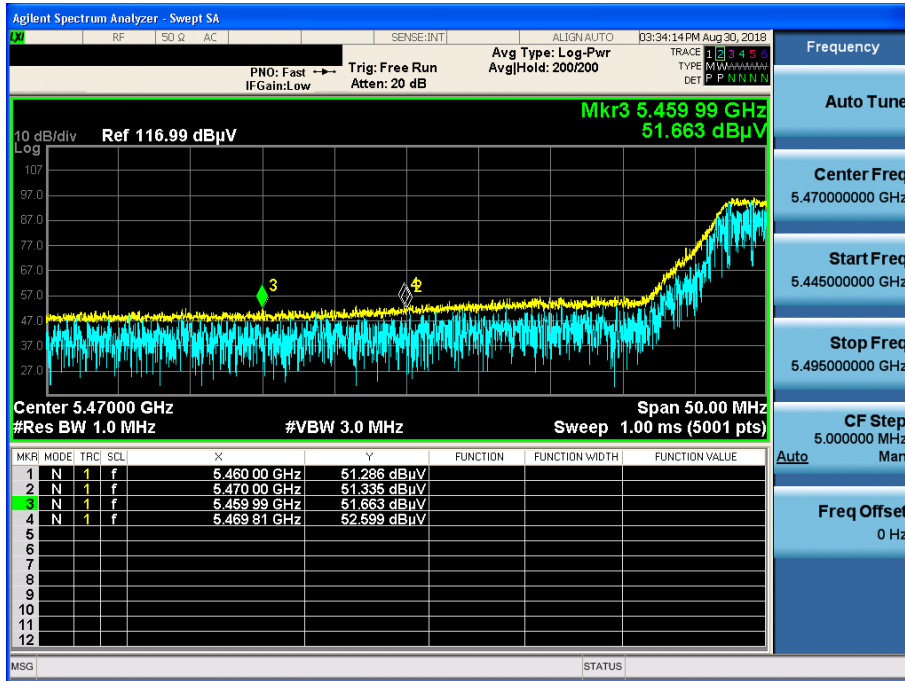 Agilent Spectrum Analyzer - Swept SA
LXI RF 50 Ω AC SENSE:INT ALIGN AUTO 03:34:14 PM Aug 30, 2018
PNO: Fast
IFGain:Low
Trig: Free Run
Atten: 20 dB
Avg Type: Log-Pwr
Avg|Hold: 200/200
TRACE 1 2 3 4 5 6
TYPE M W
DET P P N N N N
Mkr3 5.459 99 GHz
51.663 dBµV
10 dB/div Ref 116.99 dBµV
Log
107
97.0
87.0
77.0
67.0
57.0
47.0
37.0
27.0
3
Center 5.47000 GHz Span 50.00 MHz
#Res BW 1.0 MHz #VBW 3.0 MHz Sweep 1.00 ms (5001 pts)
MKR MODE TRC SCL X Y FUNCTION FUNCTION WIDTH FUNCTION VALUE
1 N 1 f 5.460 00 GHz 51.286 dBµV
2 N 1 f 5.470 00 GHz 51.335 dBµV
3 N 1 f 5.459 99 GHz 51.663 dBµV
4 N 1 f 5.469 81 GHz 52.599 dBµV
5
6
7
8
9
10
11
12
MSG STATUS
Frequency
Auto Tune
Center Freq
5.470000000 GHz
Start Freq
5.445000000 GHz
Stop Freq
5.495000000 GHz
CF Step
5.000000 MHz
Auto Man
Freq Offset
0 Hz